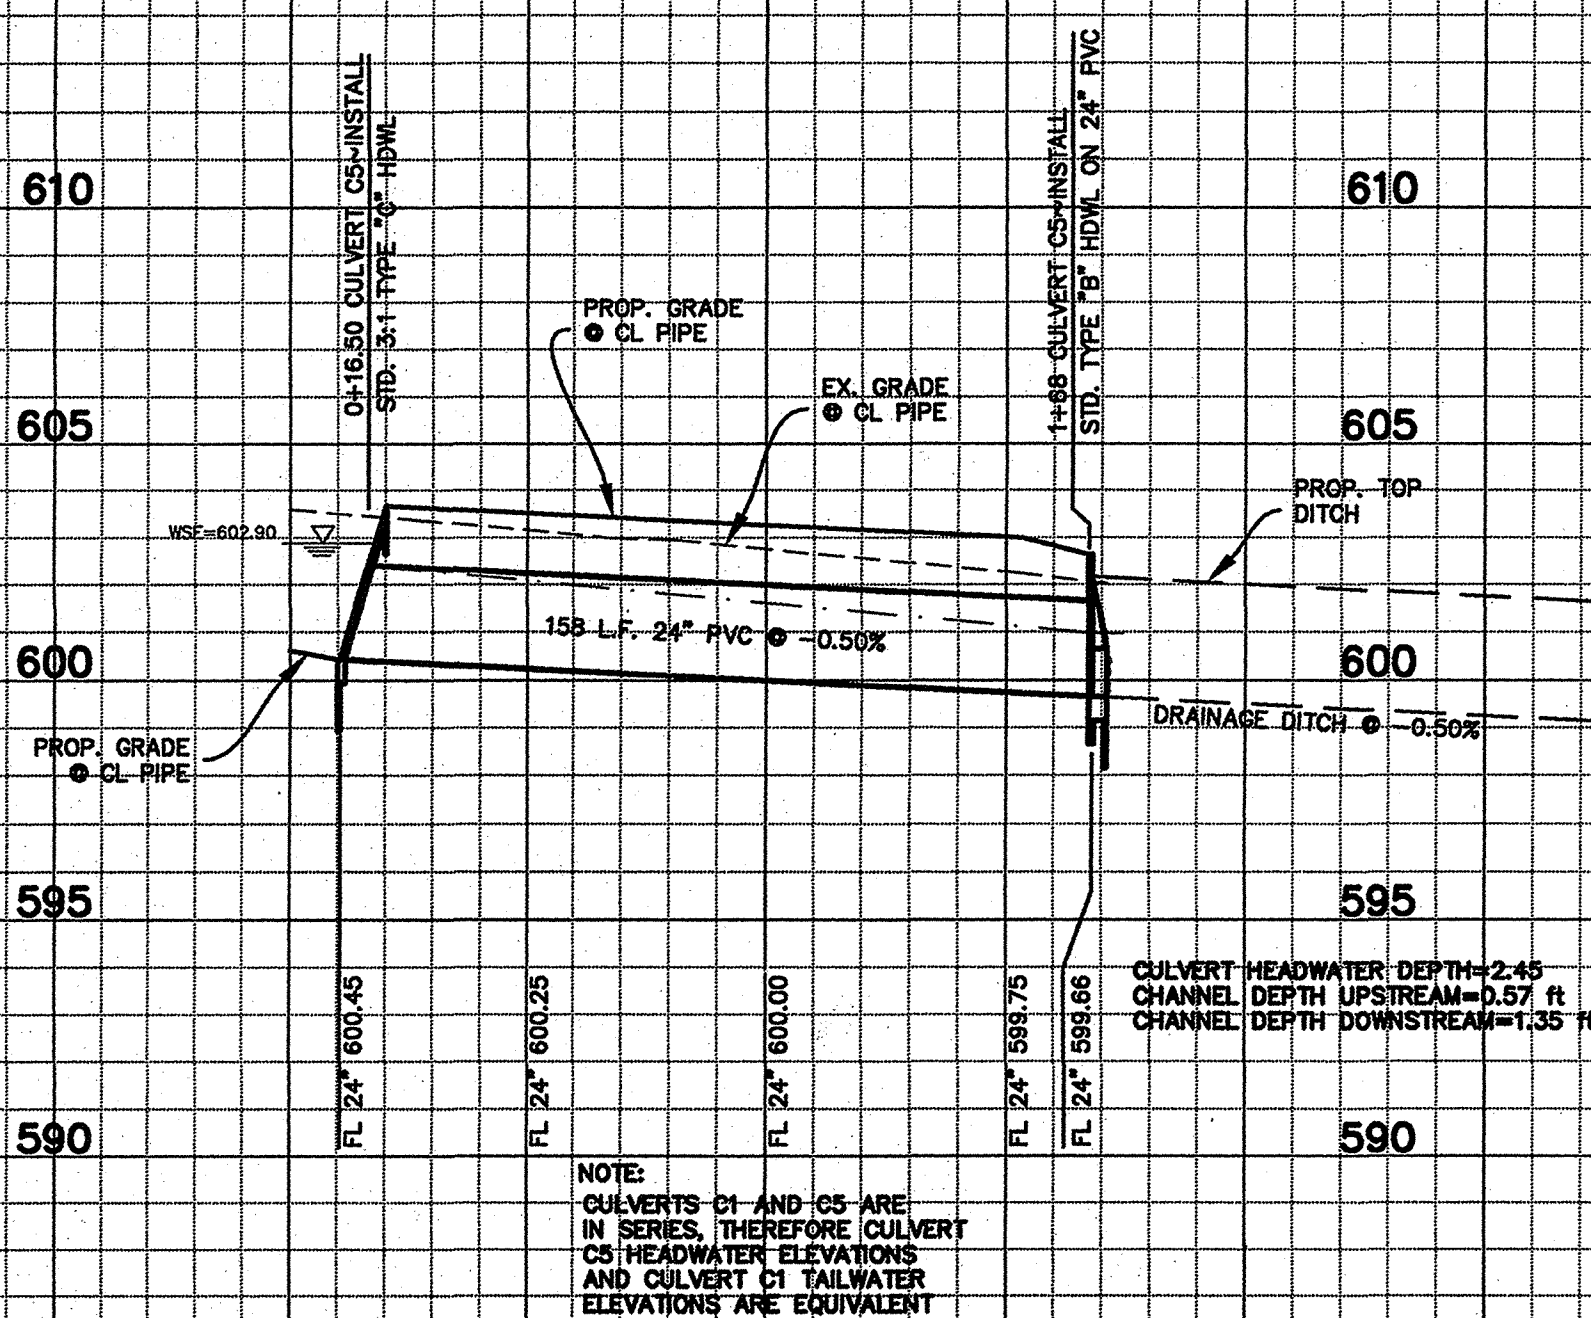 0+16.50 CULVERT C5~INSTALL
STD. 3:1 TYPE "C" HDWL
1+68 CULVERT C5~INSTALL
STD. TYPE "B" HDWL ON 24" PVC
610
610
PROP. GRADE
@ CL PIPE
EX. GRADE
@ CL PIPE
605
605
PROP. TOP
DITCH
WSE=602.90
158 L.F. 24" PVC @ -0.50%
600
600
DRAINAGE DITCH @ -0.50%
PROP. GRADE
@ CL PIPE
595
595
FL 24" 600.45
FL 24" 600.25
FL 24" 600.00
FL 24" 599.75
FL 24" 599.66
CULVERT HEADWATER DEPTH=2.45
CHANNEL DEPTH UPSTREAM=0.57 ft
CHANNEL DEPTH DOWNSTREAM=1.35 ft
590
590
NOTE:
CULVERTS C1 AND C5 ARE
IN SERIES, THEREFORE CULVERT
C5 HEADWATER ELEVATIONS
AND CULVERT C1 TAILWATER
ELEVATIONS ARE EQUIVALENT